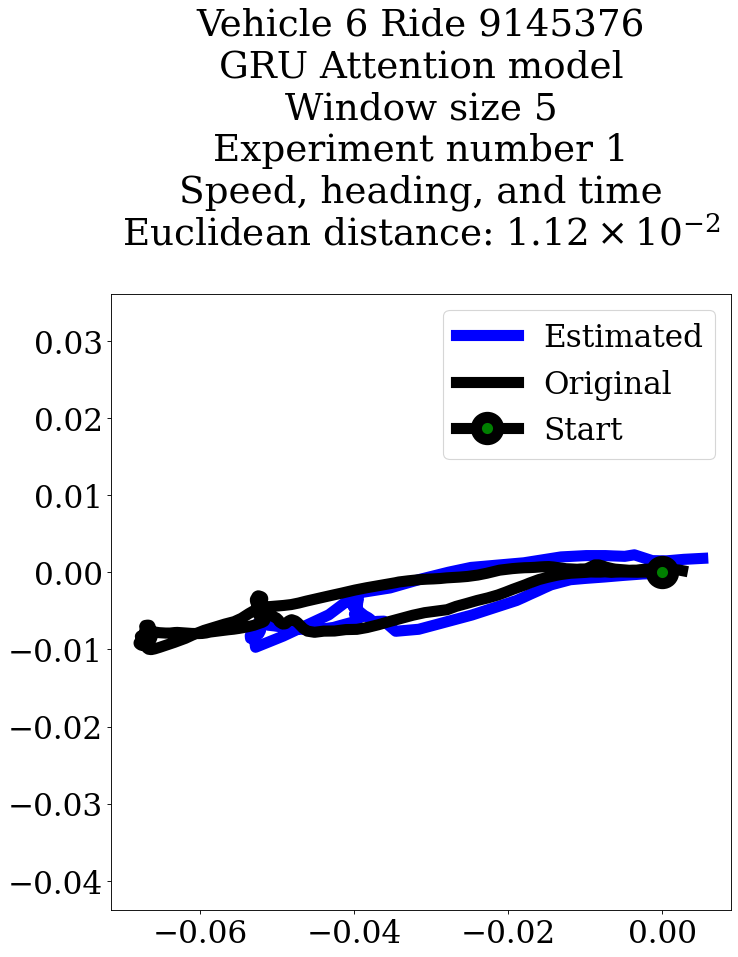 Vehicle 6 Ride 9145376
GRU Attention model
Window size 5
Experiment number 1
Speed, heading, and time
Euclidean distance: 1.12 × 10⁻²
Estimated
Original
Start
0.03
0.02
0.01
0.00
−0.01
−0.02
−0.03
−0.04
−0.06 −0.04 −0.02 0.00